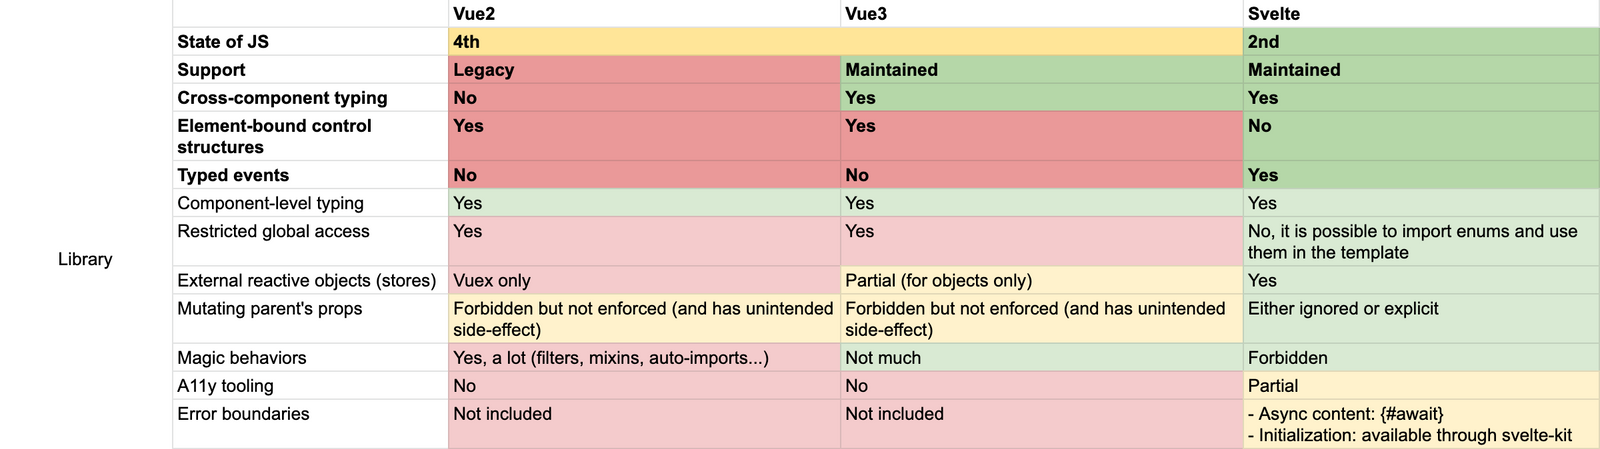 Vue2 Vue3 Svelte
State of JS 4th 2nd
Support Legacy Maintained Maintained
Cross-component typing No Yes Yes
Element-bound control Yes Yes No
structures
Typed events No No Yes
Component-level typing Yes Yes Yes
Restricted global access Yes Yes No, it is possible to import enums and use
them in the template
Library
External reactive objects (stores) Vuex only Partial (for objects only) Yes
Mutating parent's props Forbidden but not enforced (and has unintended Forbidden but not enforced (and has unintended Either ignored or explicit
side-effect) side-effect)
Magic behaviors Yes, a lot (filters, mixins, auto-imports...) Not much Forbidden
A11y tooling No No Partial
Error boundaries Not included Not included - Async content: {#await}
- Initialization: available through svelte-kit